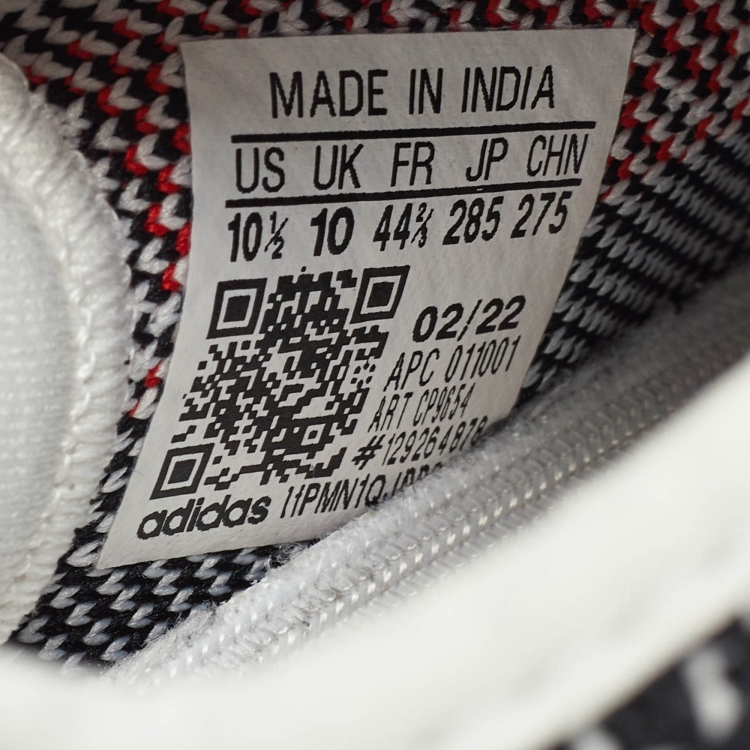 MADE IN INDIA
US UK FR JP CHN
10½ 10 44⅔ 285 275
02/22
APC 011001
ART CP9654
#129264878
adidas